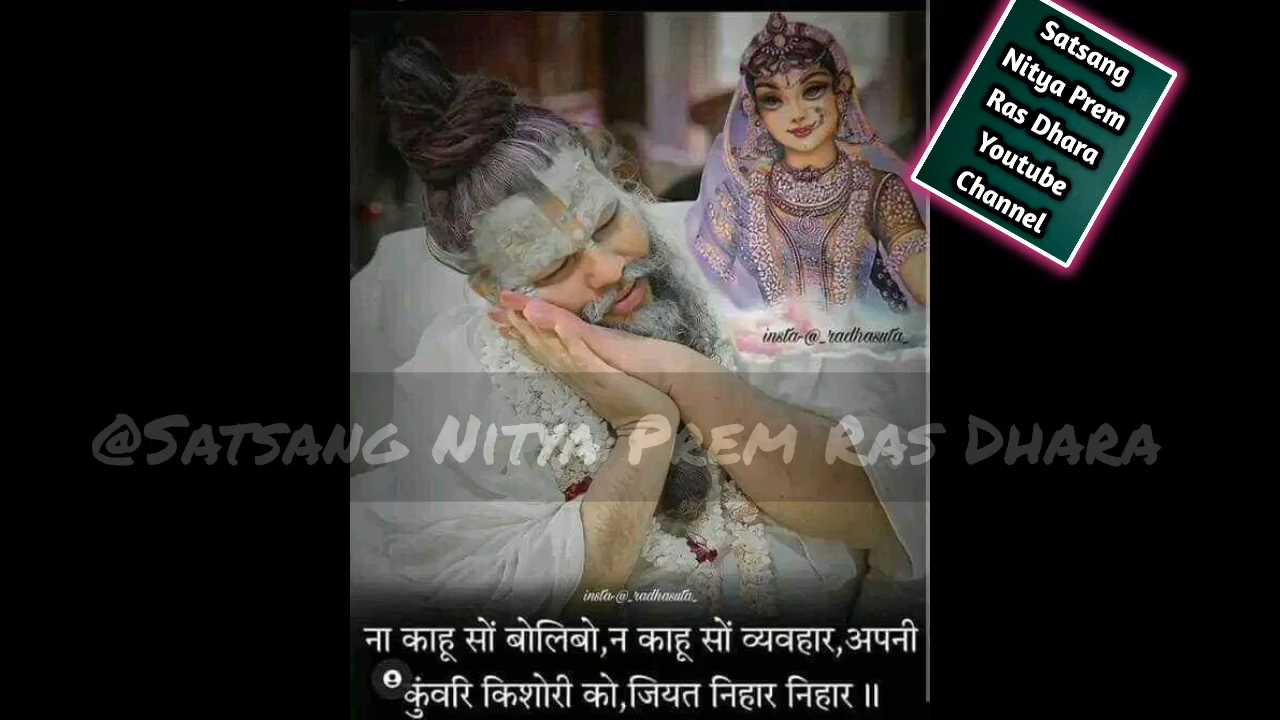 Satsang
Nitya Prem
Ras Dhara
Youtube
Channel
insta-@_radhasuta_
@Satsang Nitya Prem Ras Dhara
insta-@_radhasuta_
ना काहू सों बोलिबो,न काहू सों व्यवहार,अपनी
कुंवरि किशोरी को,जियत निहार निहार ॥